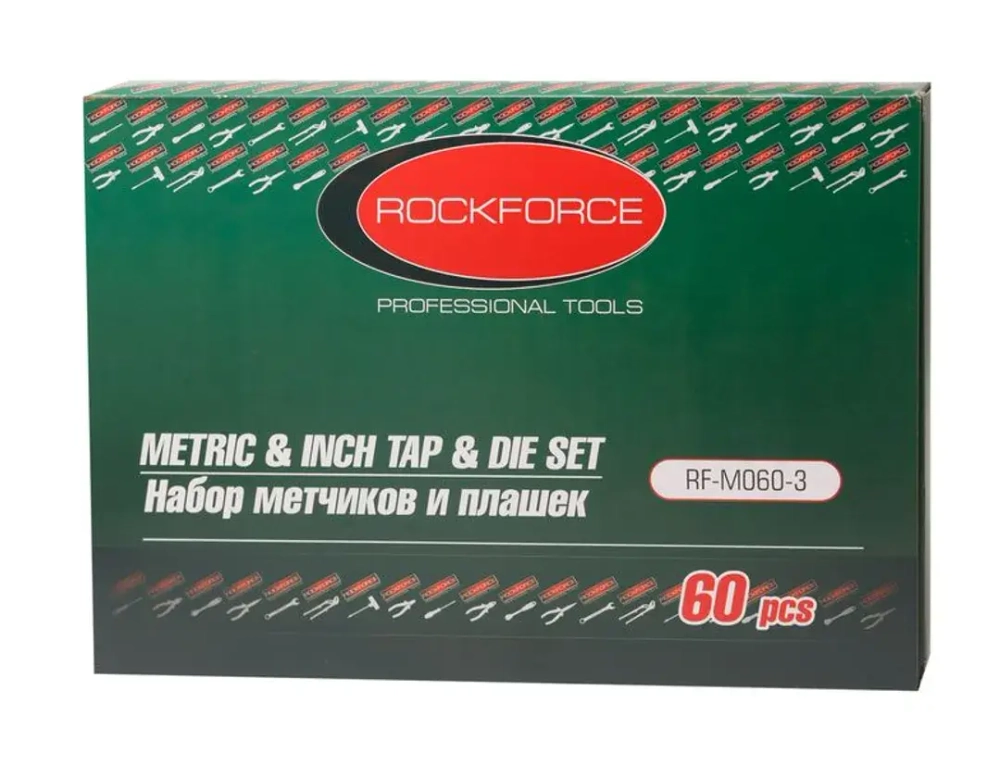 ROCKFORCE
PROFESSIONAL TOOLS
METRIC & INCH TAP & DIE SET
Набор метчиков и плашек
RF-M060-3
60 pcs